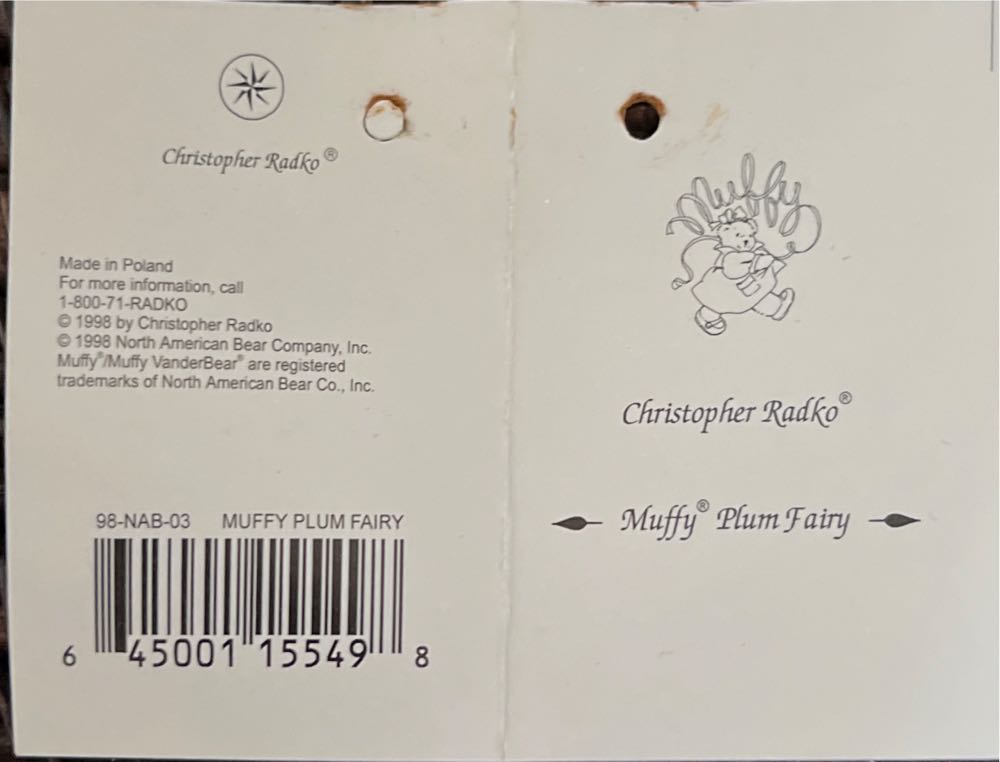 Christopher Radko®
Made in Poland
For more information, call
1-800-71-RADKO
© 1998 by Christopher Radko
© 1998 North American Bear Company, Inc.
Muffy®/Muffy VanderBear® are registered
trademarks of North American Bear Co., Inc.
98-NAB-03 MUFFY PLUM FAIRY
6 45001 15549 8
Muffy
Christopher Radko®
Muffy® Plum Fairy